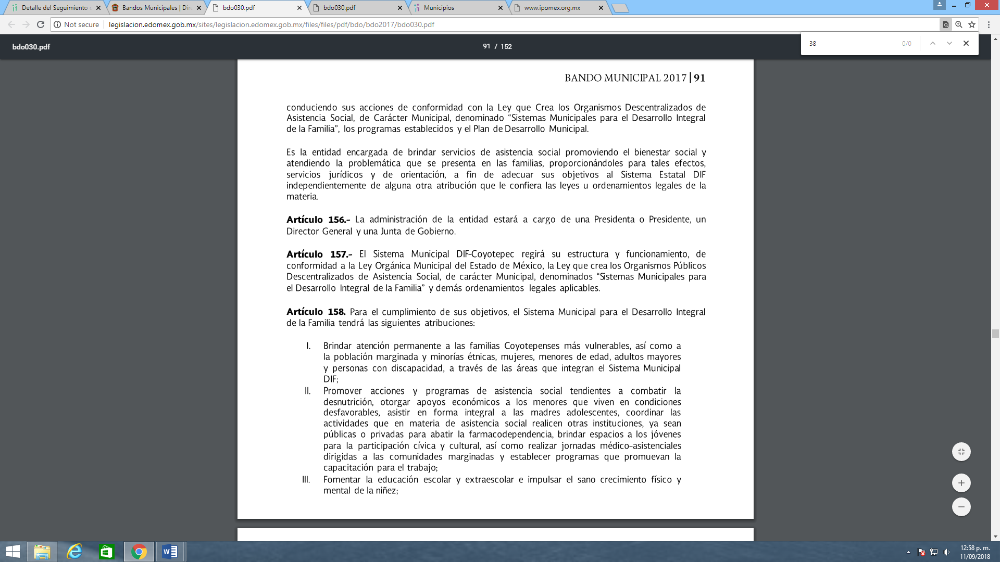 Detalle del Seguimiento
Bandos Municipales | Dire
bdo030.pdf
bdo030.pdf
Municipios
www.ipomex.org.mx
Not secure
legislacion.edomex.gob.mx/sites/legislacion.edomex.gob.mx/files/files/pdf/bdo/bdo2017/bdo030.pdf
38
0/0
bdo030.pdf
91 / 152
BANDO MUNICIPAL 2017|91
conduciendo sus acciones de conformidad con la Ley que Crea los Organismos Descentralizados de
Asistencia Social, de Carácter Municipal, denominado “Sistemas Municipales para el Desarrollo Integral
de la Familia”, los programas establecidos y el Plan de Desarrollo Municipal.
Es la entidad encargada de brindar servicios de asistencia social promoviendo el bienestar social y
atendiendo la problemática que se presenta en las familias, proporcionándoles para tales efectos,
servicios jurídicos y de orientación, a fin de adecuar sus objetivos al Sistema Estatal DIF
independientemente de alguna otra atribución que le confiera las leyes u ordenamientos legales de la
materia.
Artículo 156.- La administración de la entidad estará a cargo de una Presidenta o Presidente, un
Director General y una Junta de Gobierno.
Artículo 157.- El Sistema Municipal DIF-Coyotepec regirá su estructura y funcionamiento, de
conformidad a la Ley Orgánica Municipal del Estado de México, la Ley que crea los Organismos Públicos
Descentralizados de Asistencia Social, de carácter Municipal, denominados “Sistemas Municipales para
el Desarrollo Integral de la Familia” y demás ordenamientos legales aplicables.
Artículo 158. Para el cumplimiento de sus objetivos, el Sistema Municipal para el Desarrollo Integral
de la Familia tendrá las siguientes atribuciones:
I. Brindar atención permanente a las familias Coyotepenses más vulnerables, así como a
la población marginada y minorías étnicas, mujeres, menores de edad, adultos mayores
y personas con discapacidad, a través de las áreas que integran el Sistema Municipal
DIF;
II. Promover acciones y programas de asistencia social tendientes a combatir la
desnutrición, otorgar apoyos económicos a los menores que viven en condiciones
desfavorables, asistir en forma integral a las madres adolescentes, coordinar las
actividades que en materia de asistencia social realicen otras instituciones, ya sean
públicas o privadas para abatir la farmacodependencia, brindar espacios a los jóvenes
para la participación cívica y cultural, así como realizar jornadas médico-asistenciales
dirigidas a las comunidades marginadas y establecer programas que promuevan la
capacitación para el trabajo;
III. Fomentar la educación escolar y extraescolar e impulsar el sano crecimiento físico y
mental de la niñez;
12:58 p. m.
11/09/2018